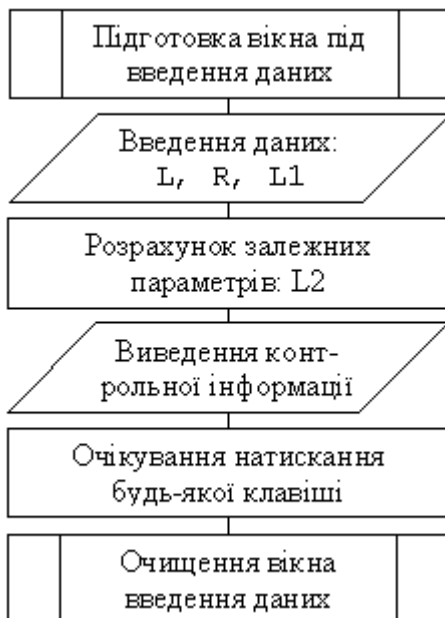 Підготовка вікна під
введення даних
Введення даних:
L, R, L1
Розрахунок залежних
параметрів: L2
Виведення конт-
рольної інформації
Очікування натискання
будь-якої клавіші
Очищення вікна
введення даних